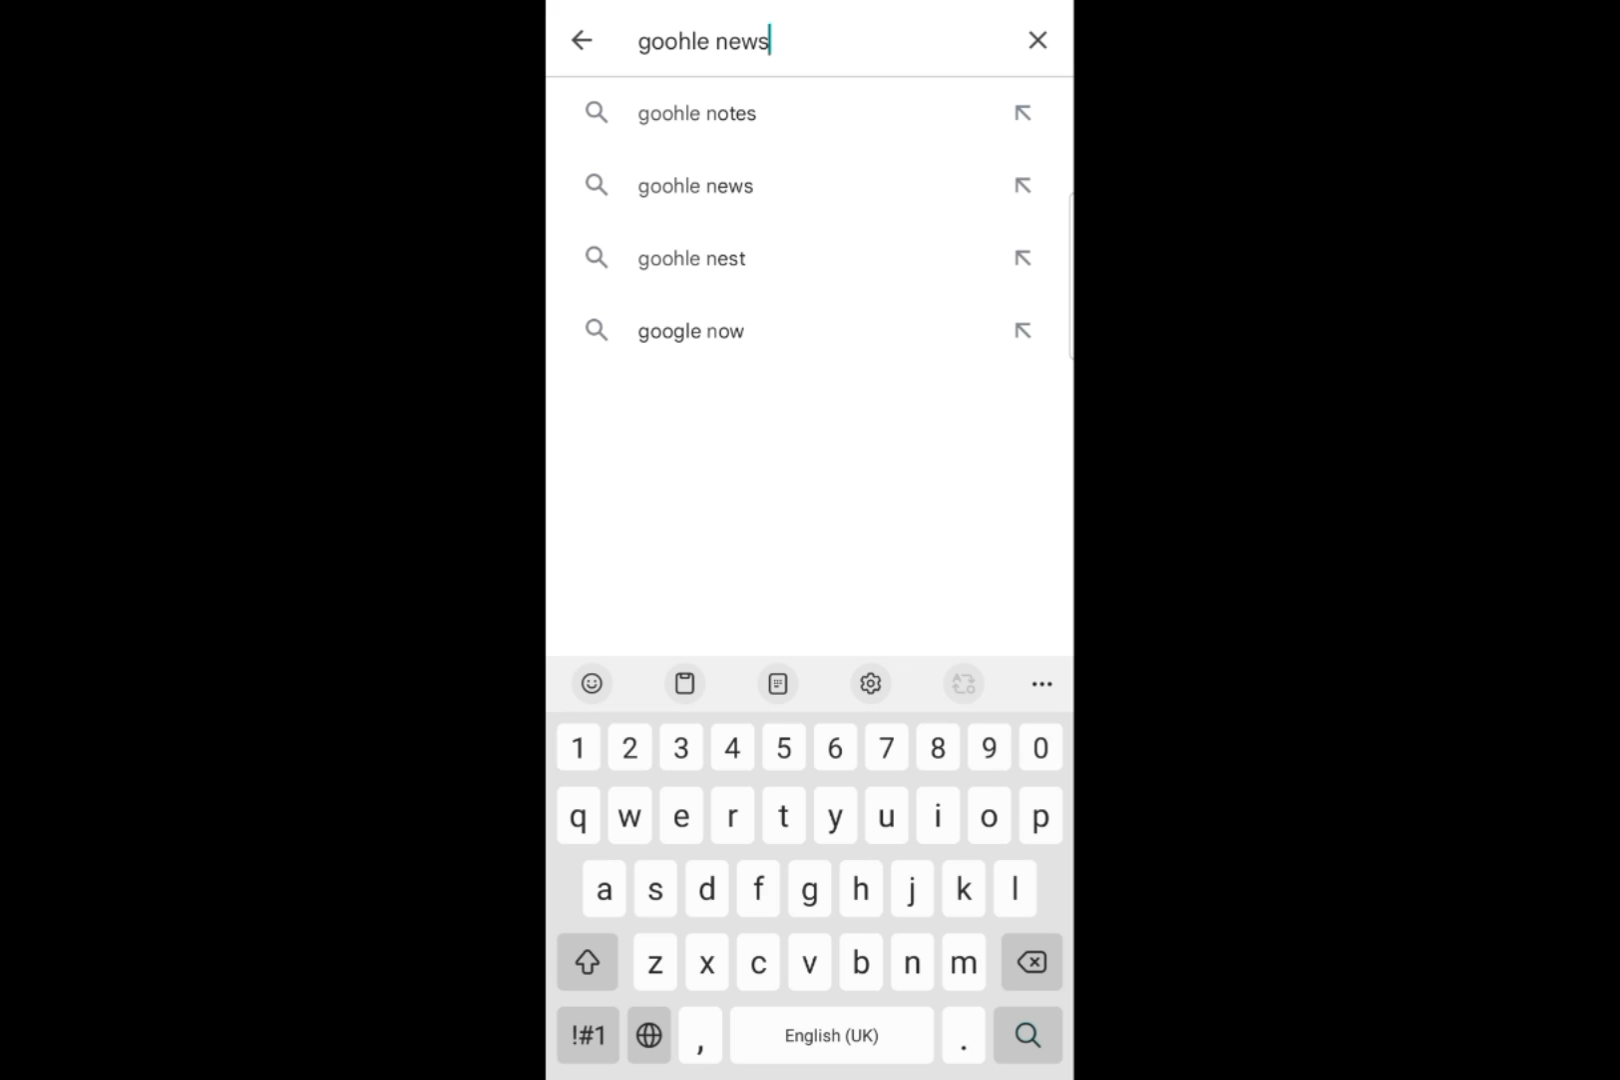 goohle news
goohle notes
goohle news
goohle nest
google now
1 2 3 4 5 6 7 8 9 0
q w e r t y u i o p
a s d f g h j k l
z x c v b n m
!#1 , English (UK) .